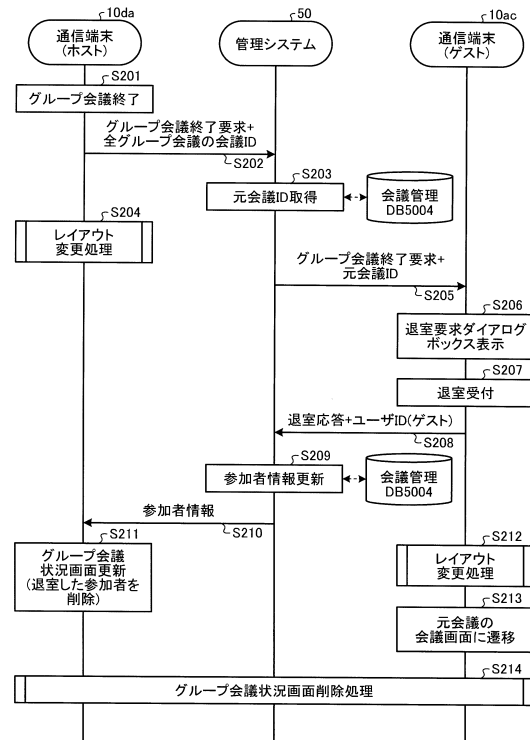 10da
通信端末
(ホスト)
50
管理システム
10ac
通信端末
(ゲスト)
S201
グループ会議終了
グループ会議終了要求+
全グループ会議の会議ID
S202
S203
元会議ID取得
会議管理
DB5004
S204
レイアウト
変更処理
グループ会議終了要求+
元会議ID
S205
S206
退室要求ダイアログ
ボックス表示
S207
退室受付
退室応答+ユーザID(ゲスト)
S208
S209
参加者情報更新
会議管理
DB5004
参加者情報
S210
S211
グループ会議
状況画面更新
(退室した参加者を
削除)
S212
レイアウト
変更処理
S213
元会議の
会議画面に遷移
S214
グループ会議状況画面削除処理